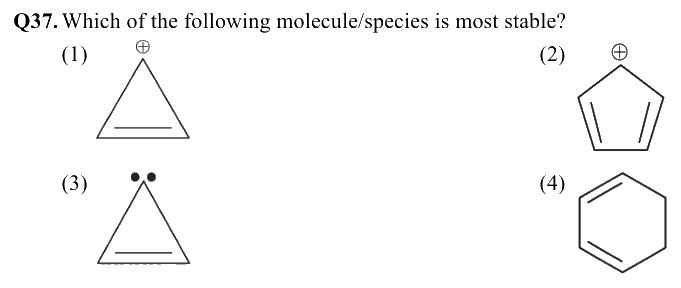 Q37. Which of the following molecule/species is most stable?
(1) ⊕
(2) ⊕
(3)
(4)